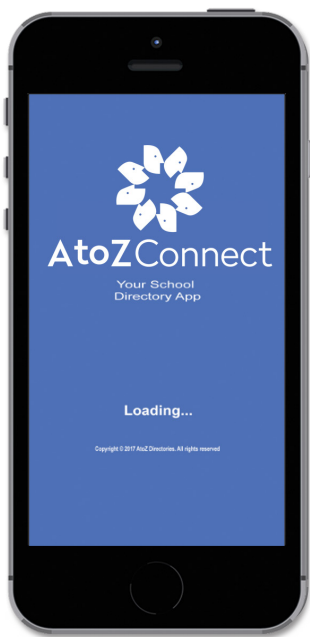 AtoZConnect
Your School
Directory App
Loading...
Copyright © 2017 AtoZ Directories. All rights reserved